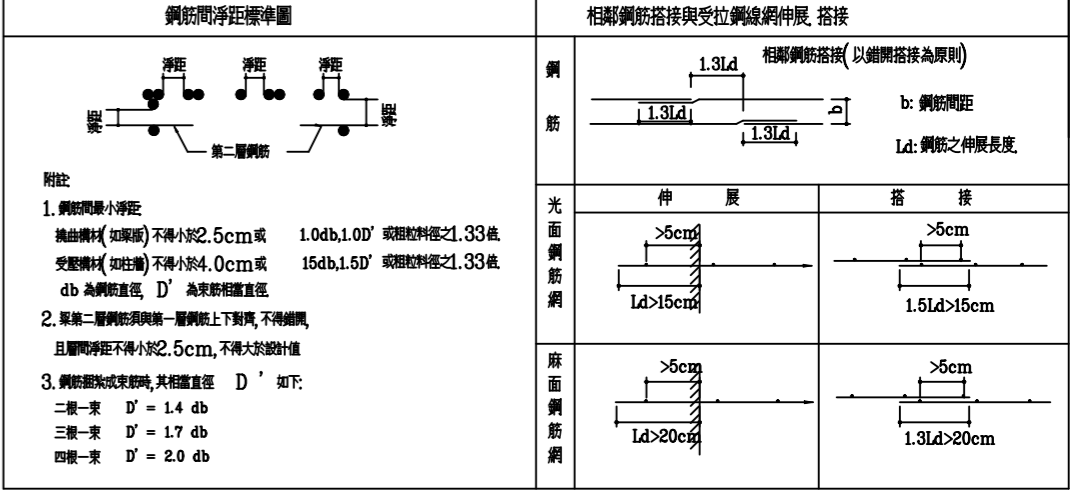 鋼筋間淨距標準圖
淨距 淨距 淨距
淨距 淨距
第二層鋼筋
附註:
1. 鋼筋間最小淨距:
撓曲構材(如梁版)不得小於2.5cm或 1.0db,1.0D' 或粗粒料徑之1.33倍.
受壓構材(如柱牆)不得小於4.0cm或 15db,1.5D' 或粗粒料徑之1.33倍.
db 為鋼筋直徑, D' 為束筋相當直徑.
2. 梁第二層鋼筋須與第一層鋼筋上下對齊,不得錯開,
且層間淨距不得小於2.5cm,不得大於設計值
3. 鋼筋捆紮成束筋時,其相當直徑 D ' 如下:
二根一束 D' = 1.4 db
三根一束 D' = 1.7 db
四根一束 D' = 2.0 db
相鄰鋼筋搭接與受拉鋼線網伸展.搭接
鋼筋
相鄰鋼筋搭接(以錯開搭接為原則)
1.3Ld
1.3Ld
1.3Ld
b
b: 鋼筋間距
Ld: 鋼筋之伸展長度.
伸 展
搭 接
光面鋼筋網
>5cm
Ld>15cm
>5cm
1.5Ld>15cm
麻面鋼筋網
>5cm
Ld>20cm
>5cm
1.3Ld>20cm